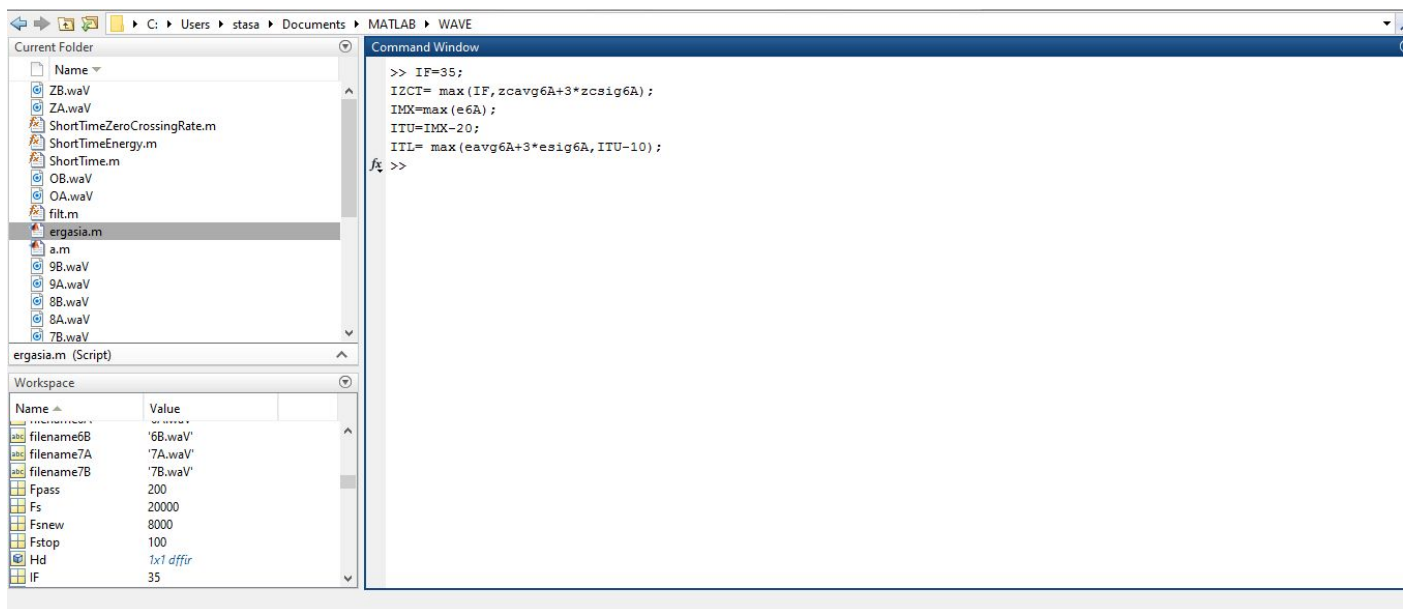 C: Users stasa Documents MATLAB WAVE
Current Folder
Name
ZB.waV
ZA.waV
ShortTimeZeroCrossingRate.m
ShortTimeEnergy.m
ShortTime.m
OB.waV
OA.waV
filt.m
ergasia.m
a.m
9B.waV
9A.waV
8B.waV
8A.waV
7B.waV
ergasia.m (Script)
Workspace
Name Value
filename6B '6B.waV'
filename7A '7A.waV'
filename7B '7B.waV'
Fpass 200
Fs 20000
Fsnew 8000
Fstop 100
Hd 1x1 dffir
IF 35
Command Window
>> IF=35;
IZCT= max(IF,zcavg6A+3*zcsig6A);
IMX=max(e6A);
ITU=IMX-20;
ITL= max(eavg6A+3*esig6A,ITU-10);
fx >>